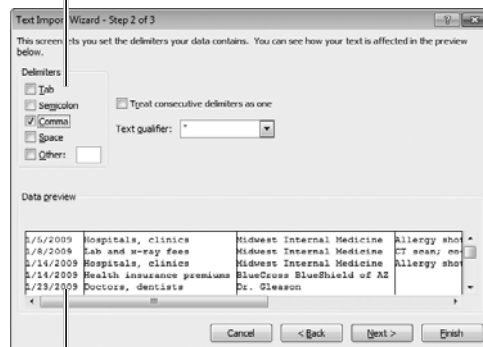 Text Import Wizard - Step 2 of 3
This screen lets you set the delimiters your data contains. You can see how your text is affected in the preview
below.
Delimiters
Tab
Semicolon
Comma
Space
Other:
Treat consecutive delimiters as one
Text qualifier: "
Data preview
1/5/2009 Hospitals, clinics Midwest Internal Medicine Allergy shot
1/8/2009 Lab and x-ray fees Midwest Internal Medicine CT scan; co-
1/14/2009 Hospitals, clinics Midwest Internal Medicine Allergy shot
1/14/2009 Health insurance premiums BlueCross BlueShield of AZ
1/23/2009 Doctors, dentists Dr. Gleason
Cancel < Back Next > Finish